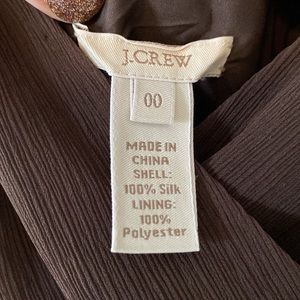 J.CREW
00
MADE IN
CHINA
SHELL:
100% Silk
LINING:
100%
Polyester